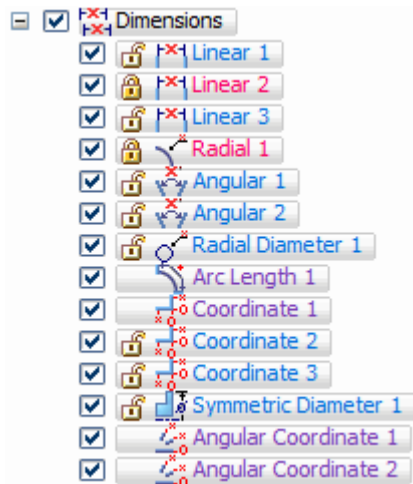 Dimensions
Linear 1
Linear 2
Linear 3
Radial 1
Angular 1
Angular 2
Radial Diameter 1
Arc Length 1
Coordinate 1
Coordinate 2
Coordinate 3
Symmetric Diameter 1
Angular Coordinate 1
Angular Coordinate 2